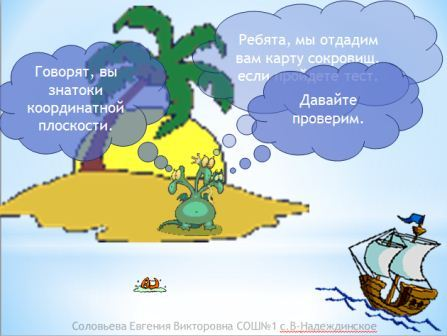 Говорят, вы
знатоки
координатной
плоскости.
Ребята, мы отдадим
вам карту сокровищ,
если пройдете тест.
Давайте
проверим.
Соловьева Евгения Викторовна СОШ№1 с.В-Надеждинское